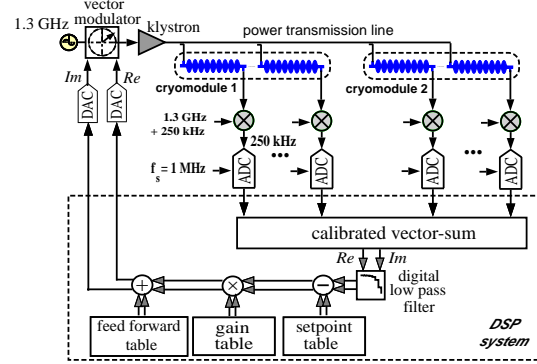 vector
modulator
klystron
1.3 GHz
power transmission line
Im
Re
DAC
DAC
cryomodule 1
cryomodule 2
1.3 GHz
+ 250 kHz
250 kHz
f s = 1 MHz
ADC
ADC
ADC
ADC
calibrated vector-sum
Re
Im
digital
low pass
filter
+
×
−
feed forward
table
gain
table
setpoint
table
DSP
system